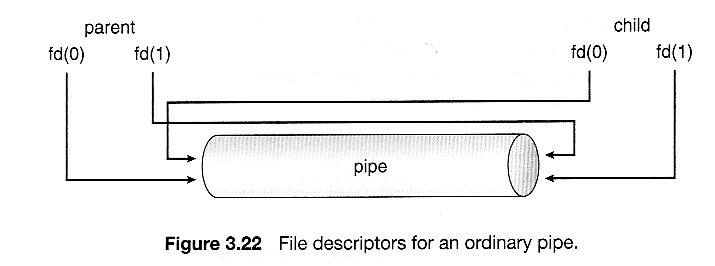 parent child
fd(0) fd(1) fd(0) fd(1)
pipe
Figure 3.22 File descriptors for an ordinary pipe.